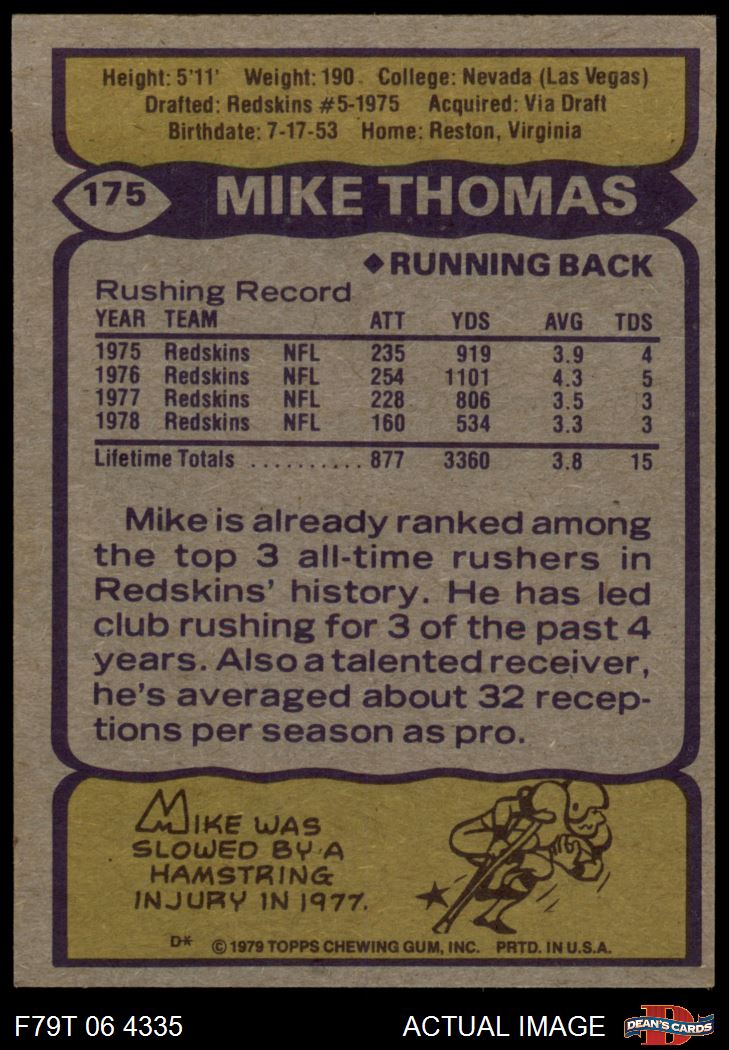 Height: 5'11' Weight: 190 College: Nevada (Las Vegas)
Drafted: Redskins #5-1975 Acquired: Via Draft
Birthdate: 7-17-53 Home: Reston, Virginia
175 MIKE THOMAS
◆RUNNING BACK
Rushing Record
YEAR TEAM ATT YDS AVG TDS
1975 Redskins NFL 235 919 3.9 4
1976 Redskins NFL 254 1101 4.3 5
1977 Redskins NFL 228 806 3.5 3
1978 Redskins NFL 160 534 3.3 3
Lifetime Totals .......... 877 3360 3.8 15
Mike is already ranked among
the top 3 all-time rushers in
Redskins' history. He has led
club rushing for 3 of the past 4
years. Also a talented receiver,
he's averaged about 32 recep-
tions per season as pro.
MIKE WAS
SLOWED BY A
HAMSTRING
INJURY IN 1977.
D* © 1979 TOPPS CHEWING GUM, INC. PRTD. IN U.S.A.
F79T 06 4335 ACTUAL IMAGE D DEAN'S CARDS